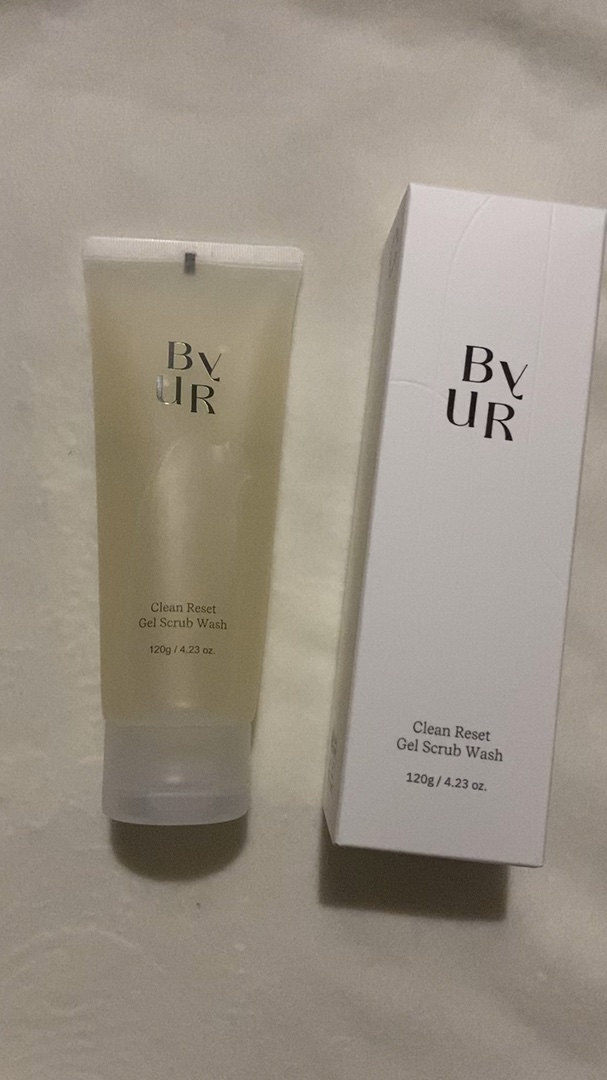 By
UR
Clean Reset
Gel Scrub Wash
120g / 4.23 oz.
By
UR
Clean Reset
Gel Scrub Wash
120g / 4.23 oz.